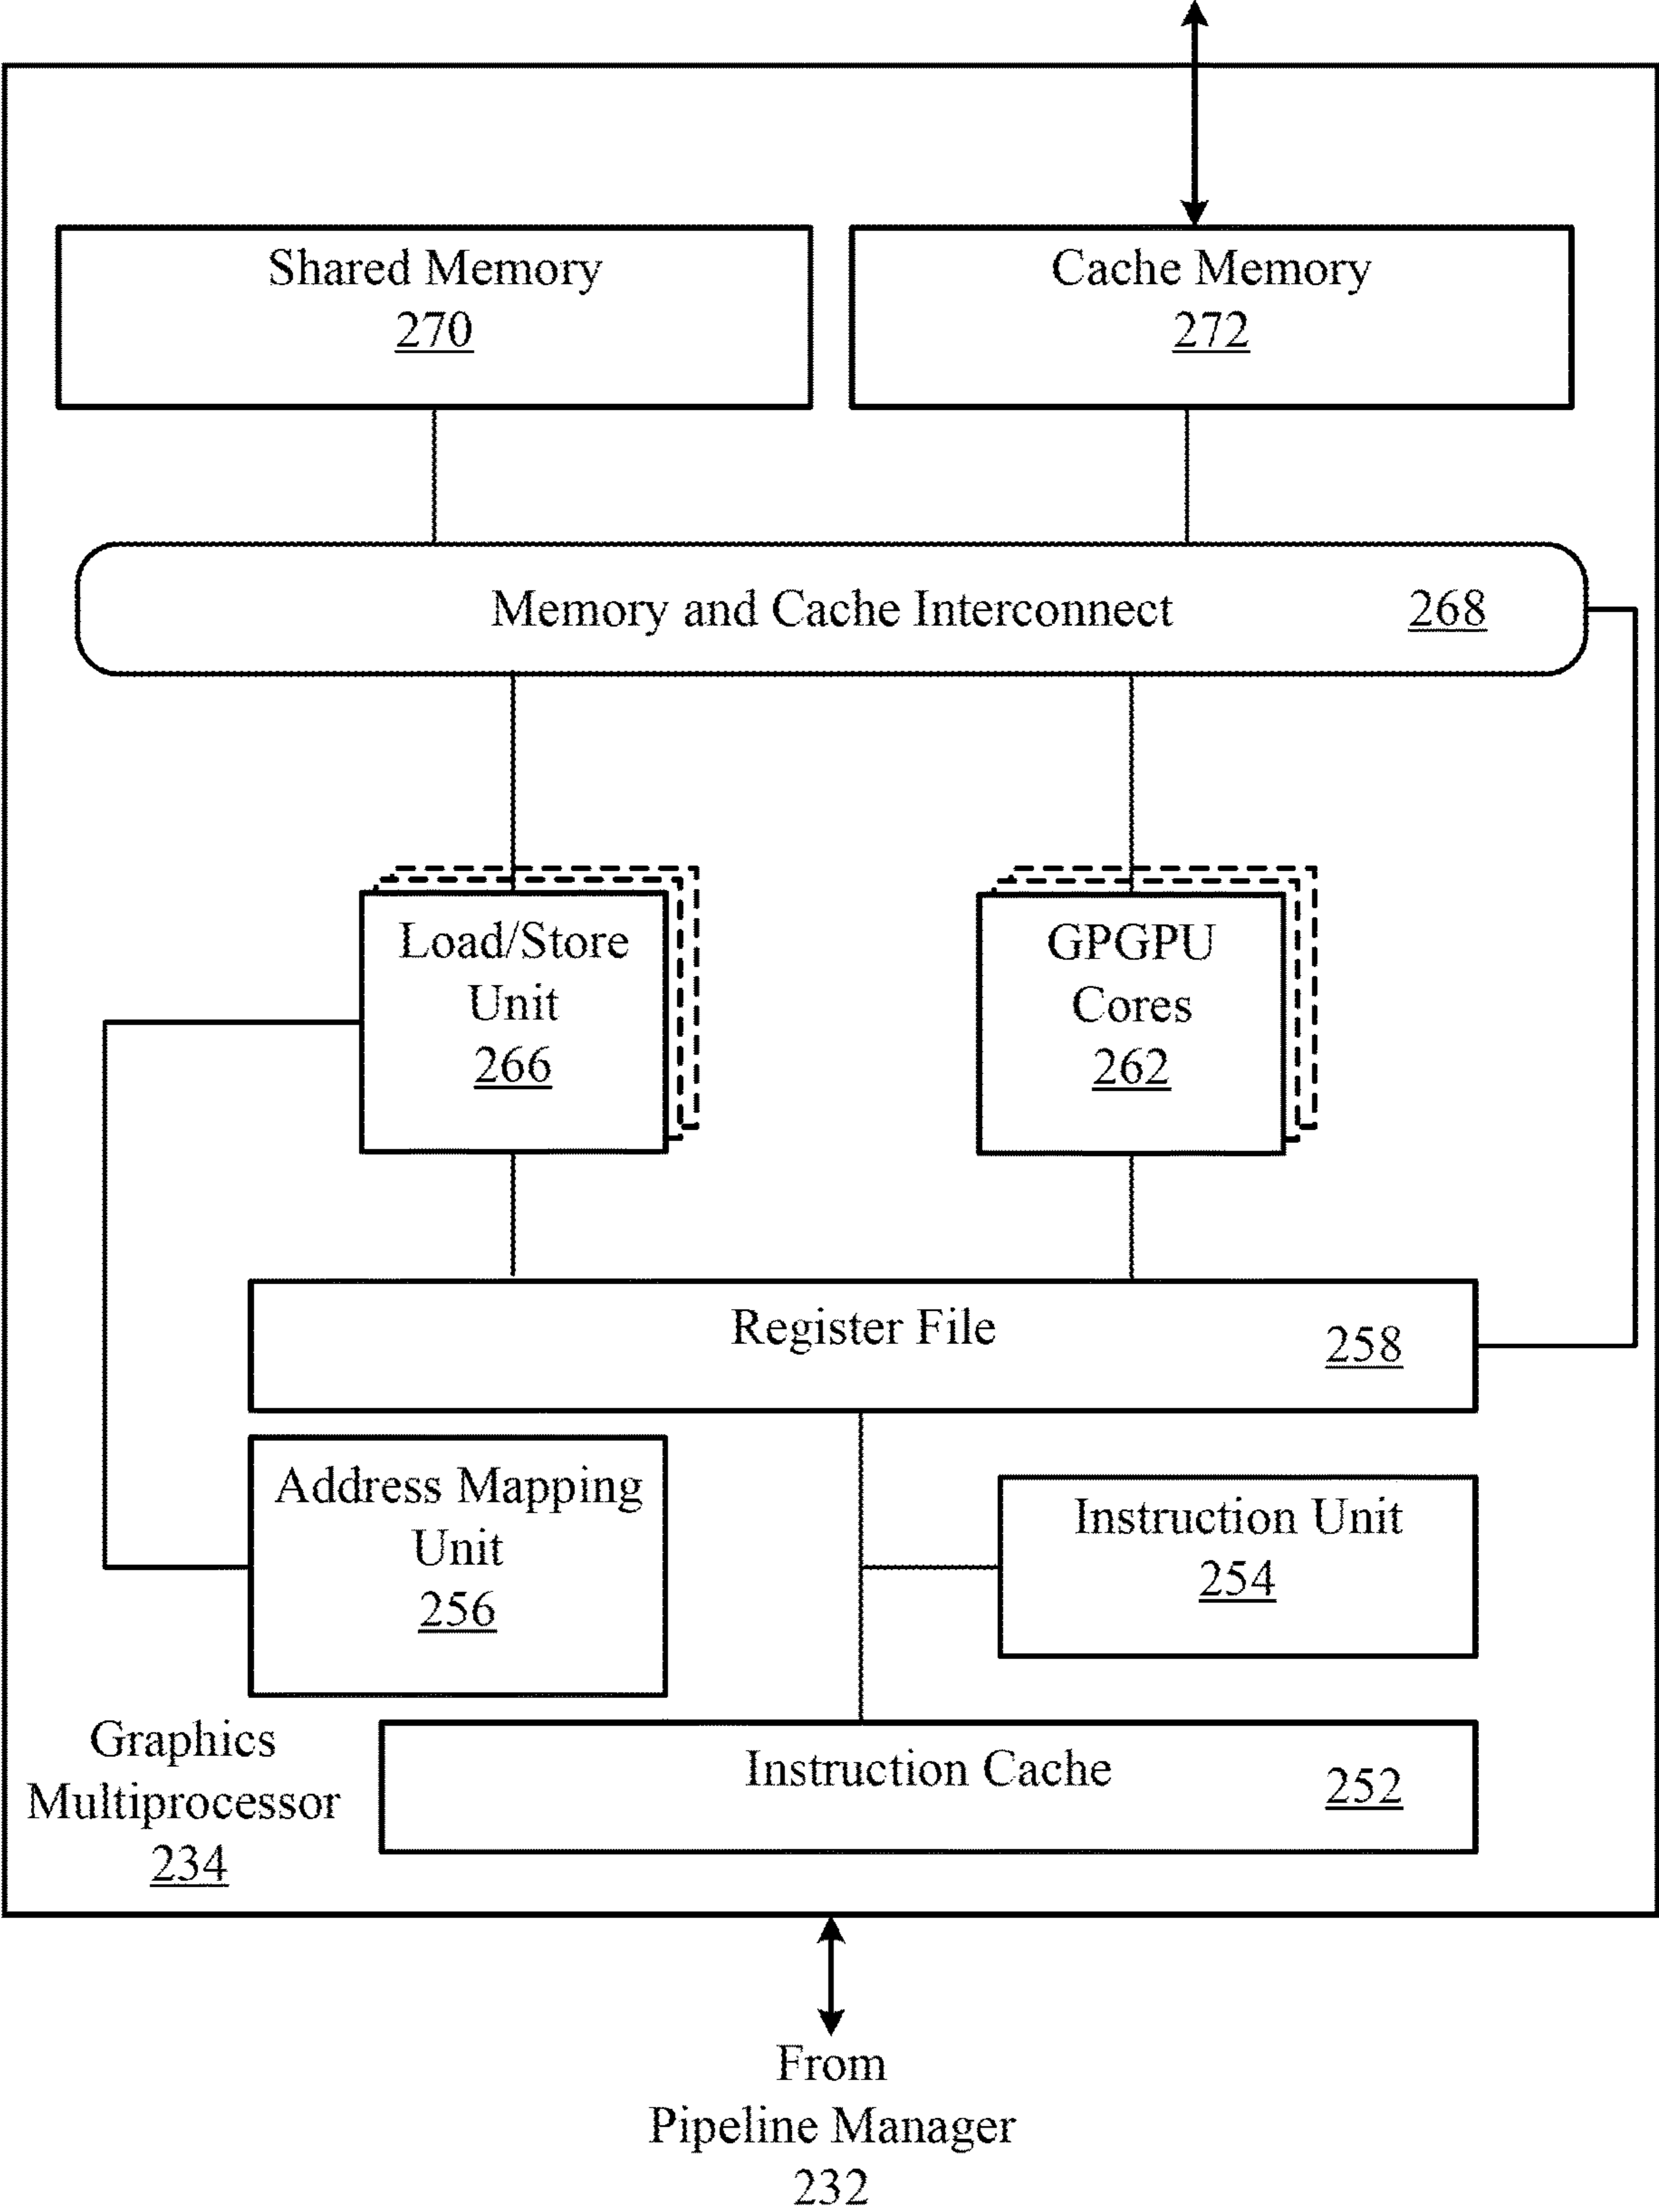 Shared Memory
270
Cache Memory
272
Memory and Cache Interconnect 268
Load/Store
Unit
266
GPGPU
Cores
262
Register File 258
Address Mapping
Unit
256
Instruction Unit
254
Graphics
Multiprocessor
234
Instruction Cache 252
From
Pipeline Manager
232